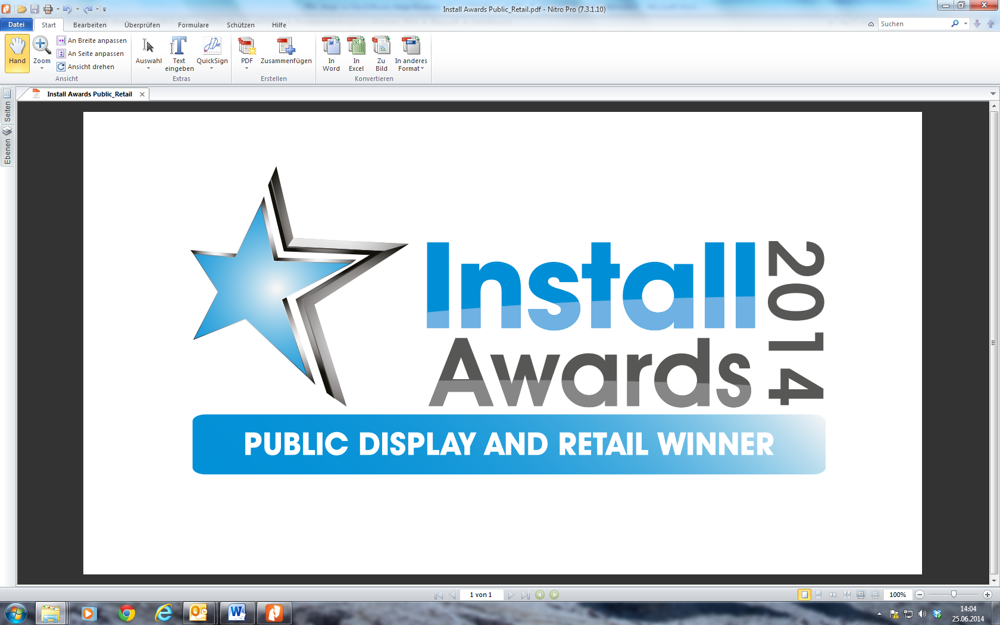 Install Awards Public_Retail.pdf - Nitro Pro (7.3.1.10)
Datei Start Bearbeiten Überprüfen Formulare Schützen Hilfe
Suchen
Hand
Zoom
An Breite anpassen
An Seite anpassen
Ansicht drehen
Ansicht
Auswahl
Text
eingeben
QuickSign
Extras
PDF
Zusammenfügen
Erstellen
In
Word
In
Excel
Zu
Bild
In anderes
Format
Konvertieren
Install Awards Public_Retail
Seiten
Ebenen
Install
Awards
2014
PUBLIC DISPLAY AND RETAIL WINNER
1 von 1
100%
14:04
25.06.2014